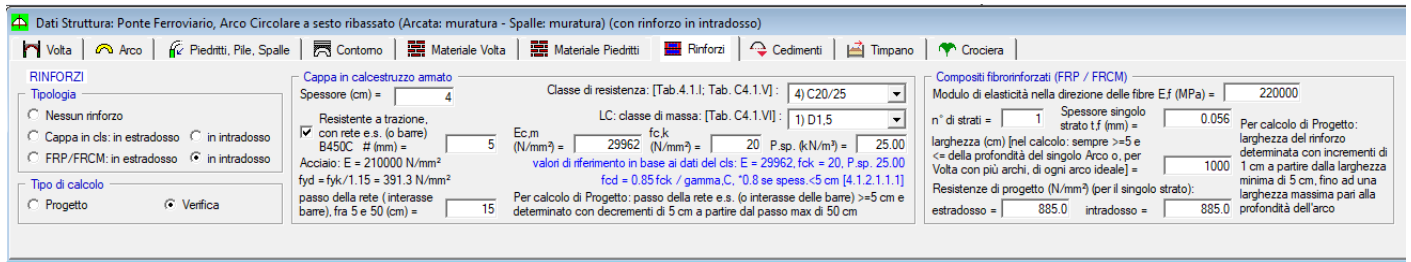 Dati Struttura: Ponte Ferroviario, Arco Circolare a sesto ribassato (Arcata: muratura - Spalle: muratura) (con rinforzo in intradosso)
Volta Arco Piedritti, Pile, Spalle Contorno Materiale Volta Materiale Piedritti Rinforzi Cedimenti Timpano Crociera
RINFORZI
Tipologia
Nessun rinforzo
Cappa in cls: in estradosso in intradosso
FRP/FRCM: in estradosso in intradosso
Tipo di calcolo
Progetto Verifica
Cappa in calcestruzzo armato
Spessore (cm) = 4
Classe di resistenza: [Tab.4.1.I; Tab. C4.1.V] : 4) C20/25
LC: classe di massa: [Tab. C4.1.VI] : 1) D1,5
Resistente a trazione,
con rete e.s. (o barre)
B450C # (mm) = 5
Ec,m
(N/mm²) = 29962
fc,k
(N/mm²) = 20
P.sp. (kN/m³) = 25.00
Acciaio: E = 210000 N/mm²
valori di riferimento in base ai dati del cls: E = 29962, fck = 20, P.sp. 25.00
fyd = fyk/1.15 = 391.3 N/mm²
fcd = 0.85 fck / gamma,C, *0.8 se spess.<5 cm [4.1.2.1.1.1]
passo della rete ( interasse
barre), fra 5 e 50 (cm) = 15
Per calcolo di Progetto: passo della rete e.s. (o interasse delle barre) >=5 cm e
determinato con decrementi di 5 cm a partire dal passo max di 50 cm
Compositi fibrorinforzati (FRP / FRCM)
Modulo di elasticità nella direzione delle fibre E,f (MPa) = 220000
n° di strati = 1
Spessore singolo
strato t,f (mm) = 0.056
larghezza (cm) [nel calcolo: sempre >=5 e
<= della profondità del singolo Arco o, per
Volta con più archi, di ogni arco ideale] = 1000
Resistenze di progetto (N/mm²) (per il singolo strato):
estradosso = 885.0 intradosso = 885.0
Per calcolo di Progetto:
larghezza del rinforzo
determinata con incrementi di
1 cm a partire dalla larghezza
minima di 5 cm, fino ad una
larghezza massima pari alla
profondità dell'arco